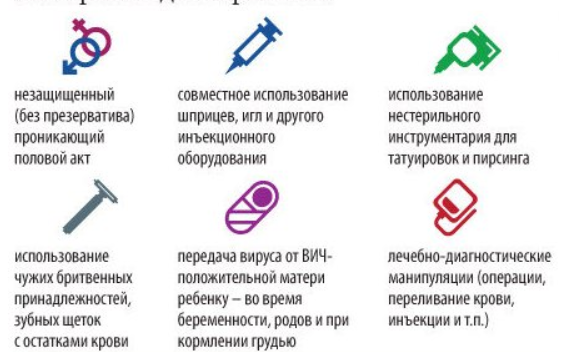 незащищенный
(без презерватива)
проникающий
половой акт
совместное использование
шприцев, игл и другого
инъекционного
оборудования
использование
нестерильного
инструментария для
татуировок и пирсинга
использование
чужих бритвенных
принадлежностей,
зубных щеток
с остатками крови
передача вируса от ВИЧ-
положительной матери
ребенку – во время
беременности, родов и при
кормлении грудью
лечебно-диагностические
манипуляции (операции,
переливание крови,
инъекции и т.п.)